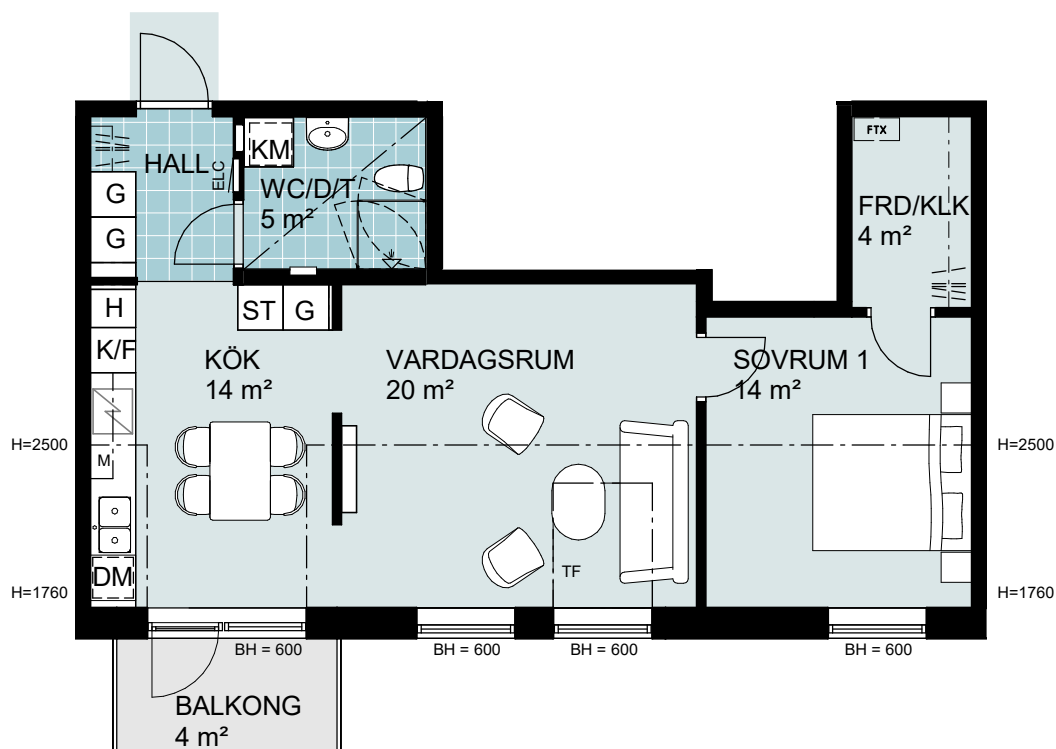 FTX
HALL
ELC
KM
WC/D/T
5 m²
G
G
FRD/KLK
4 m²
H
ST
G
K/F
KÖK
14 m²
VARDAGSRUM
20 m²
SOVRUM 1
14 m²
H=2500
H=2500
M
DM
TF
H=1760
H=1760
BH = 600
BH = 600
BH = 600
BH = 600
BALKONG
4 m²